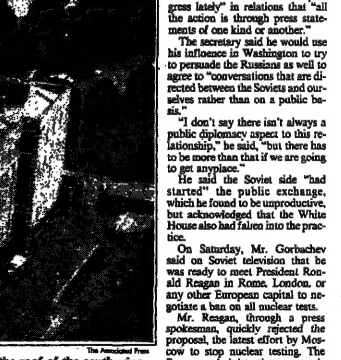 gress lately" in relations that "all
the action is through press state-
ments of one kind or another."
The secretary said he would use
his influence in Washington to try
to persuade the Russians as well to
agree to "conversations that are di-
rected between the Soviets and our-
selves rather than on a public ba-
sis."
"I don't say there isn't always a
public diplomacy aspect to this re-
lationship," he said, "but there has
to be more than that if we are going
to get anyplace."
He said the Soviet side "had
started" the public exchange,
which he found to be unproductive,
but acknowledged that the White
House also had fallen into the prac-
tice.
On Saturday, Mr. Gorbachev
said on Soviet television that he
was ready to meet President Ron-
ald Reagan in Rome, London, or
any other European capital to ne-
gotiate a ban on all nuclear tests.
Mr. Reagan, through a press
spokesman, quickly rejected the
proposal, the latest effort by Mos-
cow to stop nuclear testing. The
The Associated Press